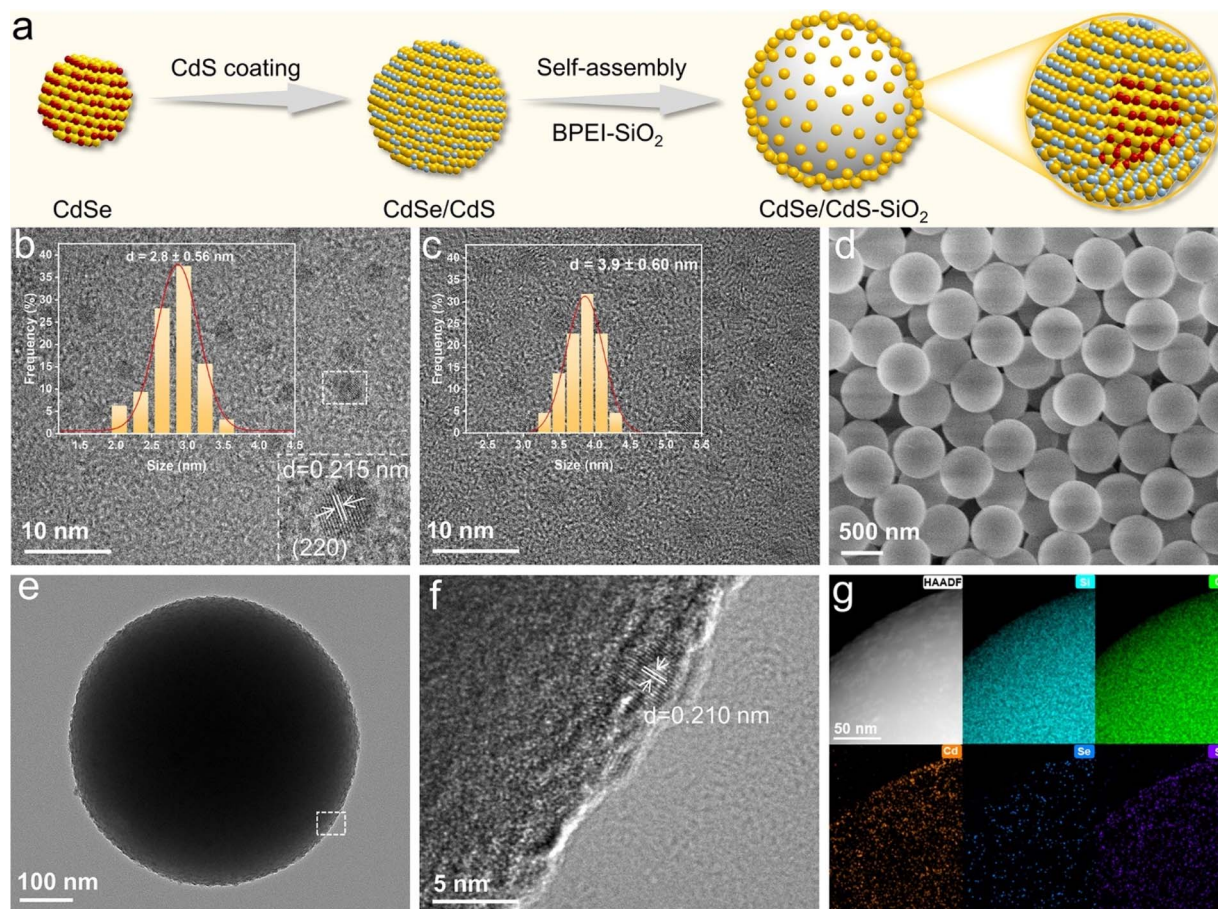 a
CdS coating
Self-assembly
BPEI-SiO₂
CdSe
CdSe/CdS
CdSe/CdS-SiO₂
b
d = 2.8 ± 0.56 nm
Frequency (%)
40
35
30
25
20
15
10
5
0
1.5 2.0 2.5 3.0 3.5 4.0 4.5
Size (nm)
d=0.215 nm
(220)
10 nm
c
d = 3.9 ± 0.60 nm
Frequency (%)
40
30
20
10
0
2.5 3.0 3.5 4.0 4.5 5.0 5.5
Size (nm)
10 nm
d
500 nm
e
100 nm
f
d=0.210 nm
5 nm
g
HAADF
Si
50 nm
Cd
Se